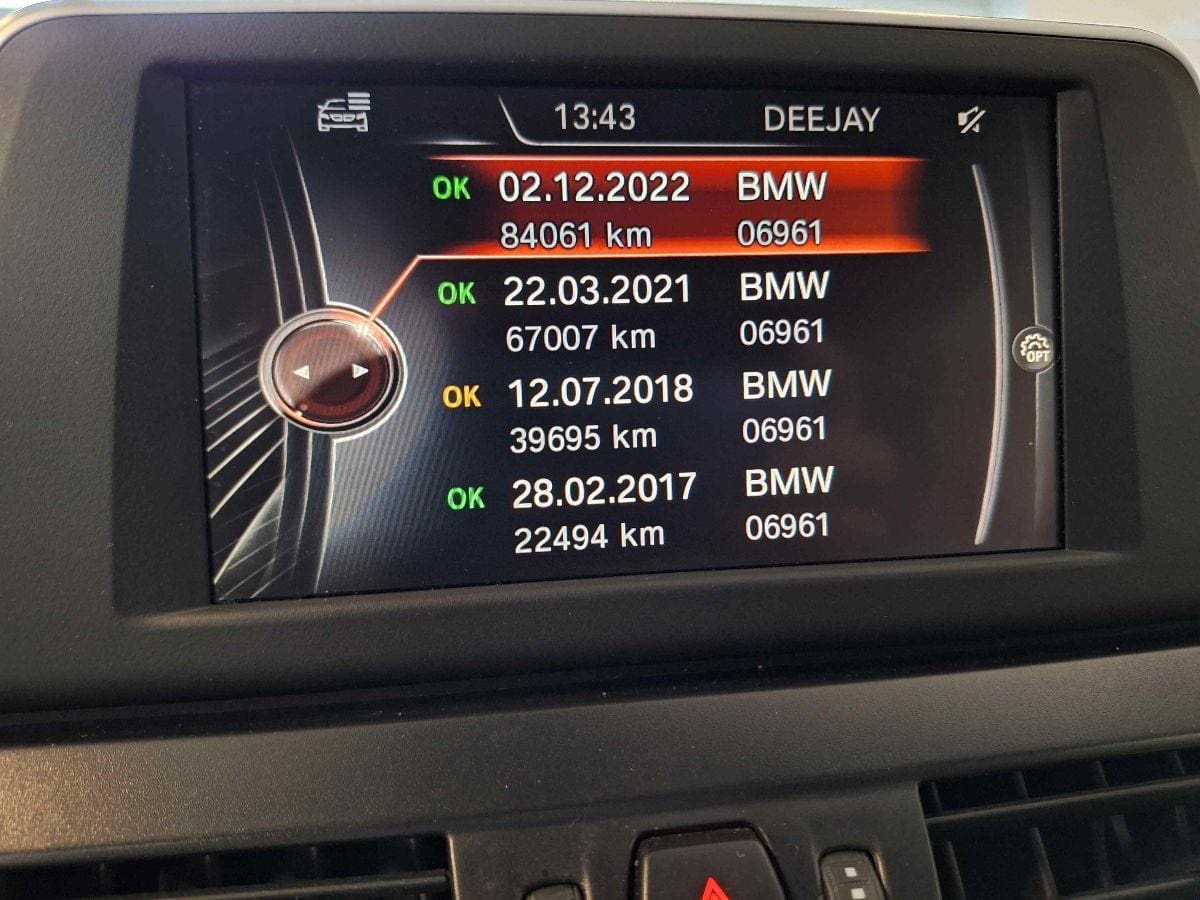 13:43 DEEJAY
OK 02.12.2022 BMW
84061 km 06961
OK 22.03.2021 BMW
67007 km 06961
OPT
OK 12.07.2018 BMW
39695 km 06961
OK 28.02.2017 BMW
22494 km 06961